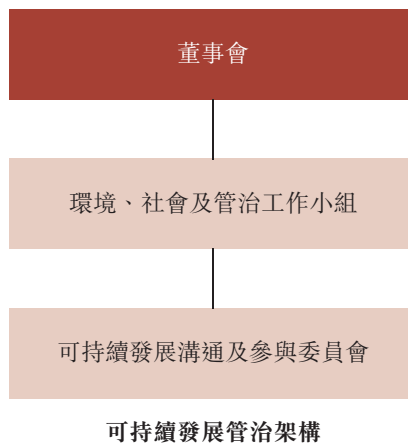 董事會
環境、社會及管治工作小組
可持續發展溝通及參與委員會
可持續發展管治架構